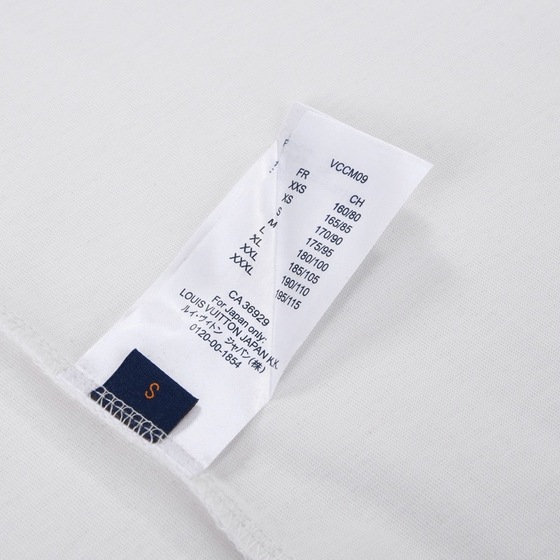 VCCM09
FR CH
XXS 160/80
XS 165/85
S 170/90
M 175/95
L 180/100
XL 185/105
XXL 190/110
XXXL 195/115
CA 36929
For Japan only:
LOUIS VUITTON JAPAN K.K.
ルイ・ヴィトン ジャパン(株)
0120-00-1854
S